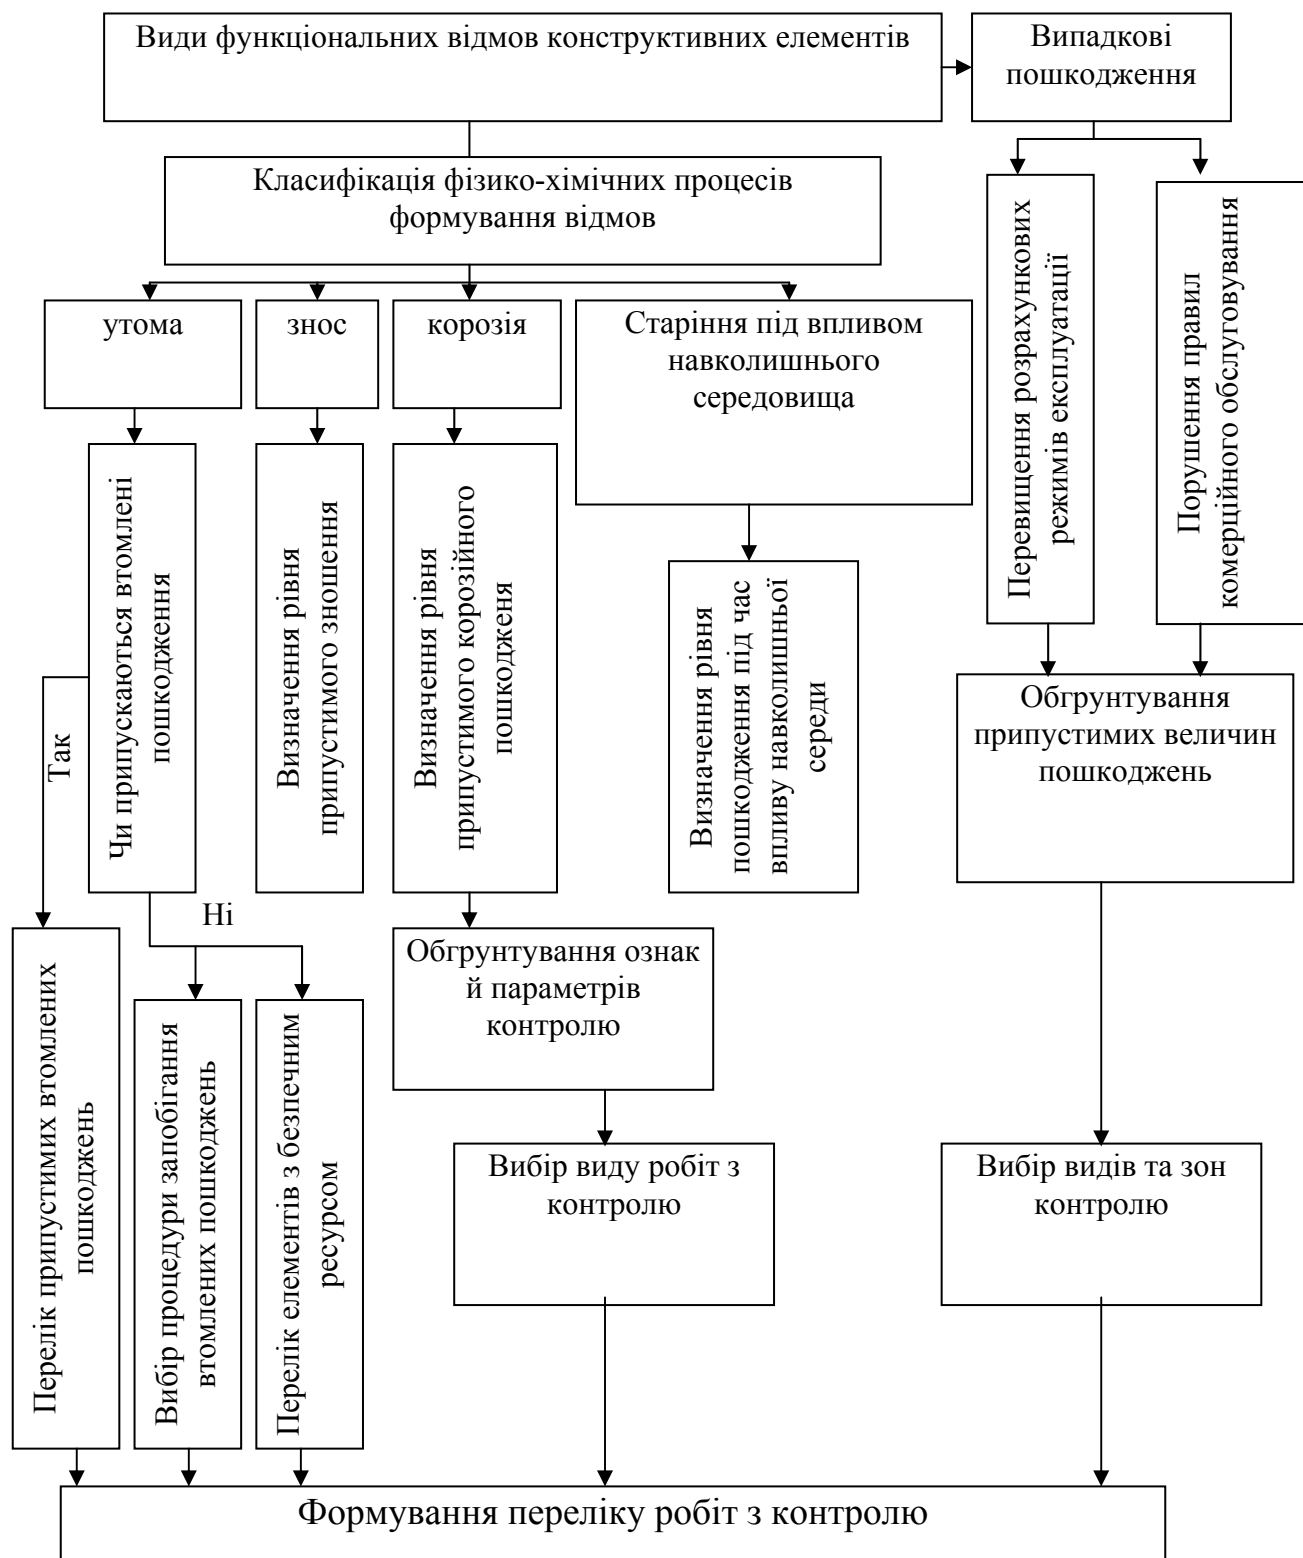 Види функціональних відмов конструктивних елементів
Випадкові
пошкодження
Класифікація фізико-хімічних процесів
формування відмов
утома
знос
корозія
Старіння під впливом
навколишнього
середовища
Перевищення розрахункових
режимів експлуатації
Порушення правил
комерційного обслуговування
Чи припускаються втомлені
пошкодження
Визначення рівня
припустимого зношення
Визначення рівня
припустимого корозійного
пошкодженя
Визначення рівня
пошкодження під час
впливу навколишньої
середи
Обгрунтування
припустимих величин
пошкоджень
Так
Ні
Перелік припустимих втомлених
пошкоджень
Вибір процедури запобігання
втомлених пошкоджень
Перелік елементів з безпечним
ресурсом
Обгрунтування ознак
й параметрів
контролю
Вибір виду робіт з
контролю
Вибір видів та зон
контролю
Формування переліку робіт з контролю